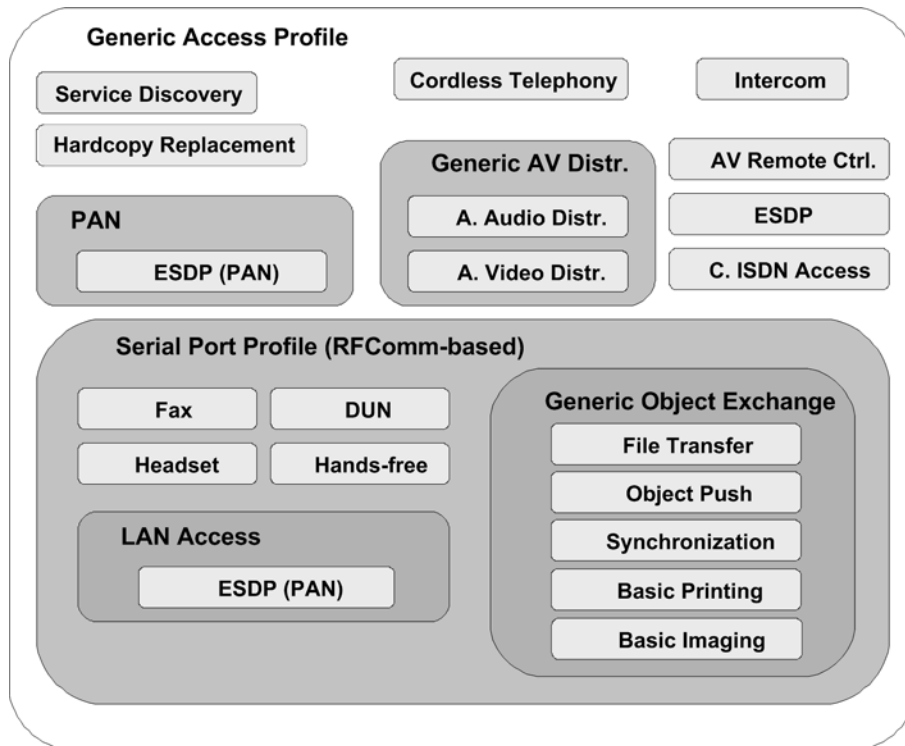 Generic Access Profile
Service Discovery
Cordless Telephony
Intercom
Hardcopy Replacement
Generic AV Distr.
AV Remote Ctrl.
PAN
A. Audio Distr.
ESDP
ESDP (PAN)
A. Video Distr.
C. ISDN Access
Serial Port Profile (RFComm-based)
Fax
DUN
Headset
Hands-free
LAN Access
ESDP (PAN)
Generic Object Exchange
File Transfer
Object Push
Synchronization
Basic Printing
Basic Imaging